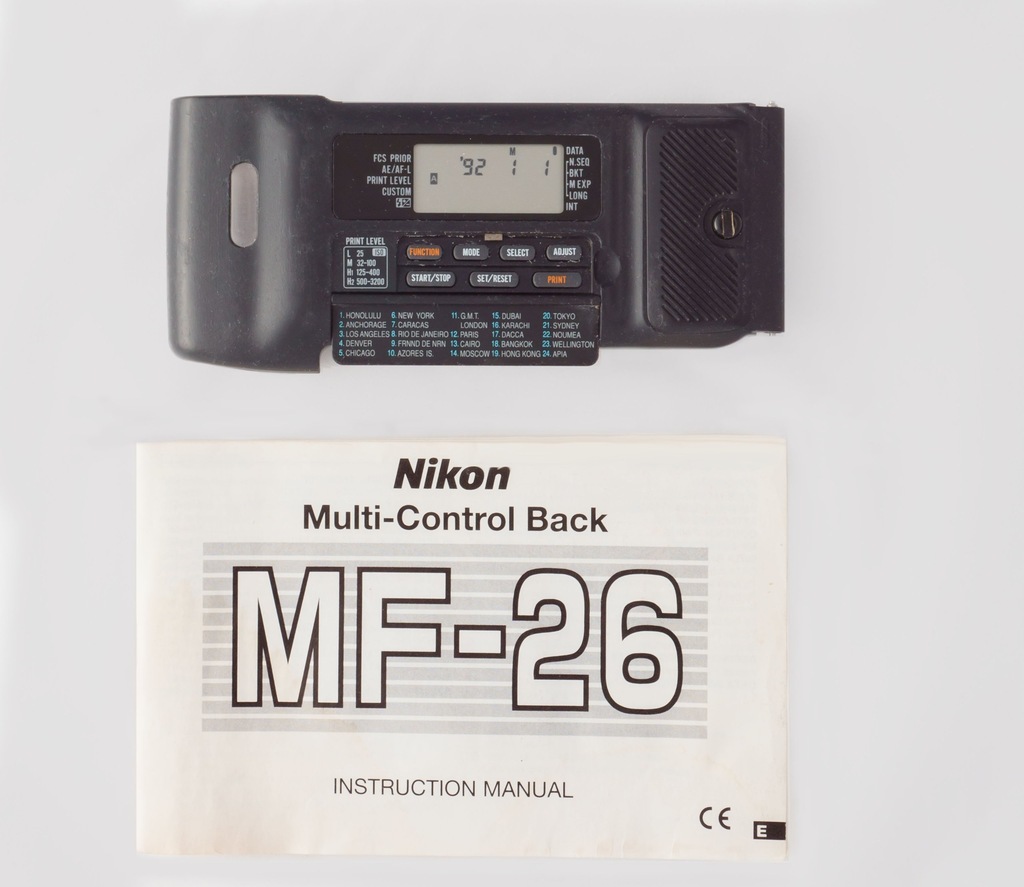 FCS PRIOR
AE/AF-L
PRINT LEVEL
CUSTOM
M
'92 1 1
A
DATA
N.SEQ
BKT
M EXP
LONG
INT
PRINT LEVEL
L 25 ISO
M 32-100
H1 125-400
H2 500-3200
FUNCTION MODE SELECT ADJUST
START/STOP SET/RESET PRINT
1. HONOLULU 6. NEW YORK 11. G.M.T. 15. DUBAI 20. TOKYO
2. ANCHORAGE 7. CARACAS LONDON 16. KARACHI 21. SYDNEY
3. LOS ANGELES 8. RIO DE JANEIRO 12. PARIS 17. DACCA 22. NOUMEA
4. DENVER 9. FRNND DE NRN 13. CAIRO 18. BANGKOK 23. WELLINGTON
5. CHICAGO 10. AZORES IS. 14. MOSCOW 19. HONG KONG 24. APIA
Nikon
Multi-Control Back
MF-26
INSTRUCTION MANUAL
CE
E